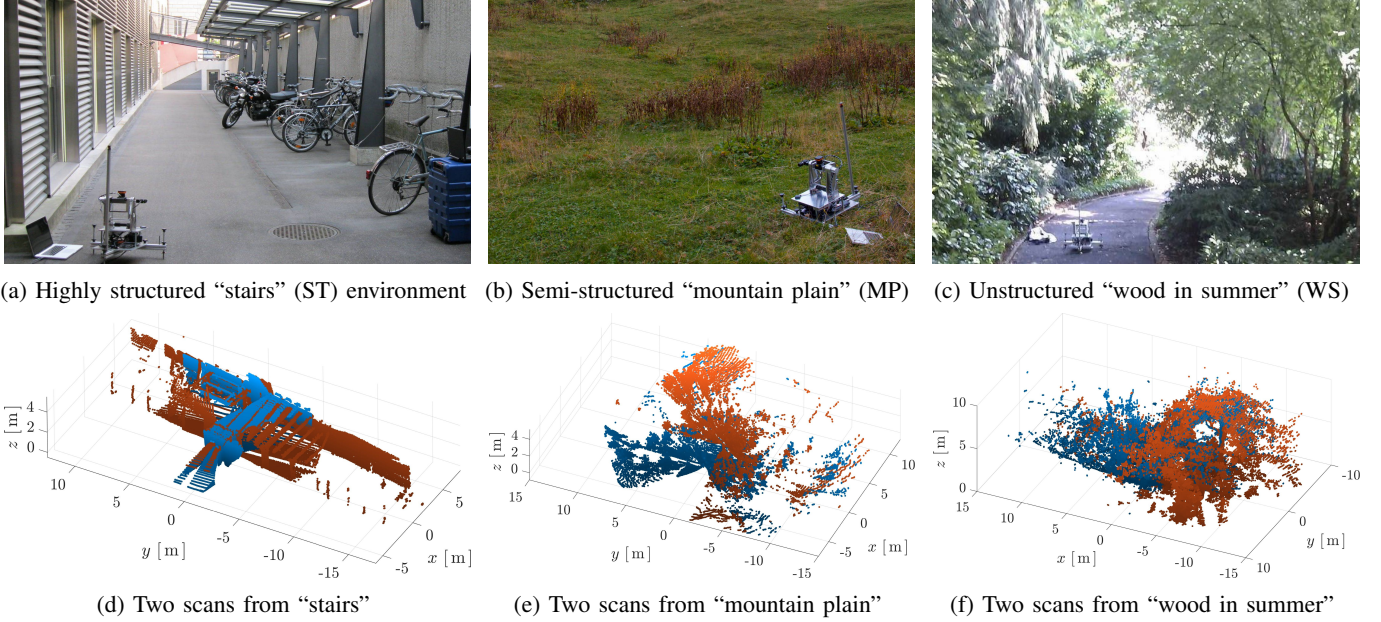 (a) Highly structured “stairs” (ST) environment
(b) Semi-structured “mountain plain” (MP)
(c) Unstructured “wood in summer” (WS)
z [ m ]
4
2
0
10
5
0
-5
-10
-15
y [ m ]
5
0
-5
x [ m ]
(d) Two scans from “stairs”
z [ m ]
4
2
0
15
10
5
0
-5
-10
-15
y [ m ]
10
5
0
-5
x [ m ]
(e) Two scans from “mountain plain”
z [ m ]
10
5
0
15
10
5
0
-5
-10
-15
x [ m ]
-10
0
10
y [ m ]
(f) Two scans from “wood in summer”